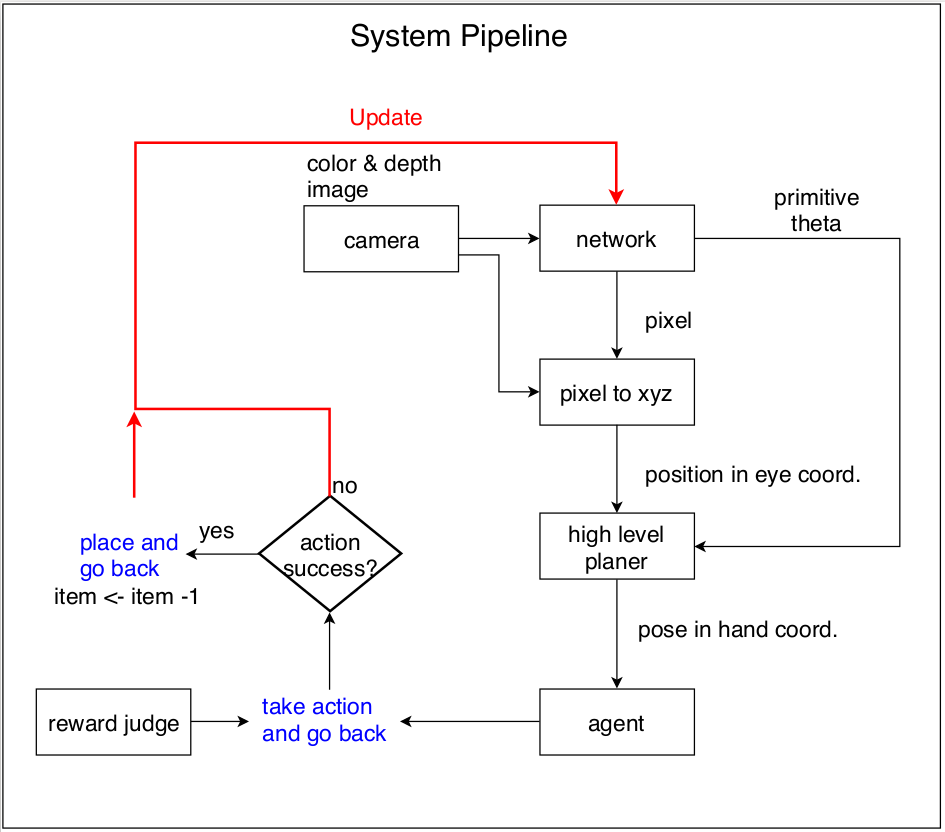 System Pipeline
Update
color & depth
image
camera
network
primitive
theta
pixel
pixel to xyz
position in eye coord.
no
yes
action
success?
place and
go back
item <- item -1
high level
planer
pose in hand coord.
reward judge
take action
and go back
agent